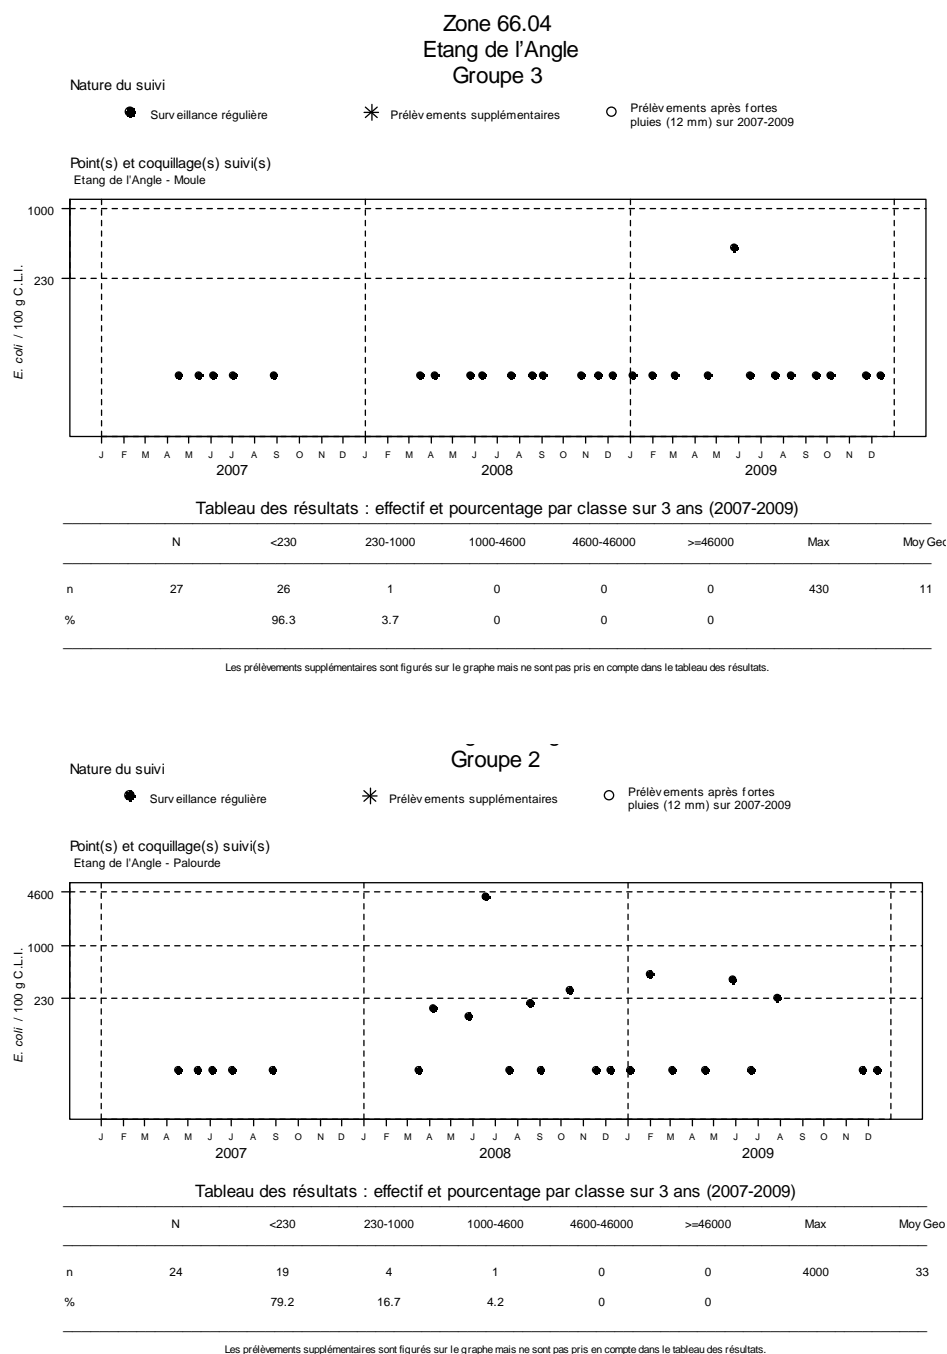 Zone 66.04
Etang de l'Angle
Groupe 3
Nature du suivi
Surveillance régulière
Prélèvements supplémentaires
Prélèvements après fortes
pluies (12 mm) sur 2007-2009
Point(s) et coquillage(s) suivi(s)
Etang de l'Angle - Moule
1000
230
E. coli / 100 g C.L.I.
J F M A M J J A S O N D J F M A M J J A S O N D J F M A M J J A S O N D
2007 2008 2009
Tableau des résultats : effectif et pourcentage par classe sur 3 ans (2007-2009)
N <230 230-1000 1000-4600 4600-46000 >=46000 Max Moy Geo
n 27 26 1 0 0 0 430 11
% 96.3 3.7 0 0 0
Les prélèvements supplémentaires sont figurés sur le graphe mais ne sont pas pris en compte dans le tableau des résultats.
Groupe 2
Nature du suivi
Surveillance régulière
Prélèvements supplémentaires
Prélèvements après fortes
pluies (12 mm) sur 2007-2009
Point(s) et coquillage(s) suivi(s)
Etang de l'Angle - Palourde
4600
1000
230
E. coli / 100 g C.L.I.
J F M A M J J A S O N D J F M A M J J A S O N D J F M A M J J A S O N D
2007 2008 2009
Tableau des résultats : effectif et pourcentage par classe sur 3 ans (2007-2009)
N <230 230-1000 1000-4600 4600-46000 >=46000 Max Moy Geo
n 24 19 4 1 0 0 4000 33
% 79.2 16.7 4.2 0 0
Les prélèvements supplémentaires sont figurés sur le graphe mais ne sont pas pris en compte dans le tableau des résultats.